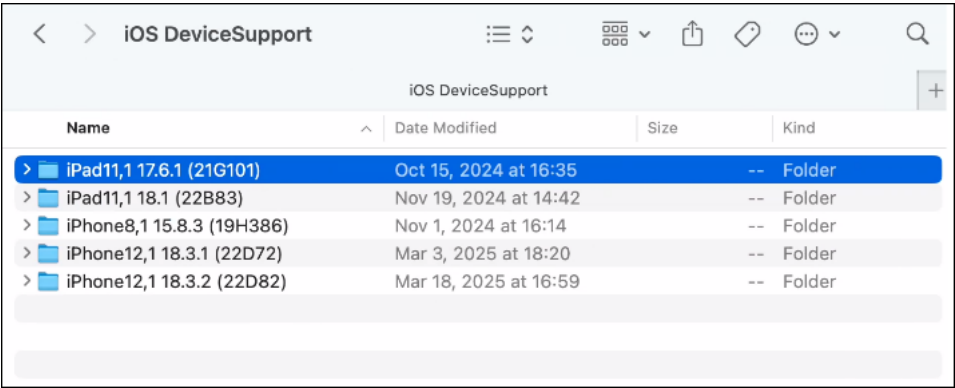 iOS DeviceSupport
iOS DeviceSupport
Name Date Modified Size Kind
iPad11,1 17.6.1 (21G101) Oct 15, 2024 at 16:35 -- Folder
iPad11,1 18.1 (22B83) Nov 19, 2024 at 14:42 -- Folder
iPhone8,1 15.8.3 (19H386) Nov 1, 2024 at 16:14 -- Folder
iPhone12,1 18.3.1 (22D72) Mar 3, 2025 at 18:20 -- Folder
iPhone12,1 18.3.2 (22D82) Mar 18, 2025 at 16:59 -- Folder